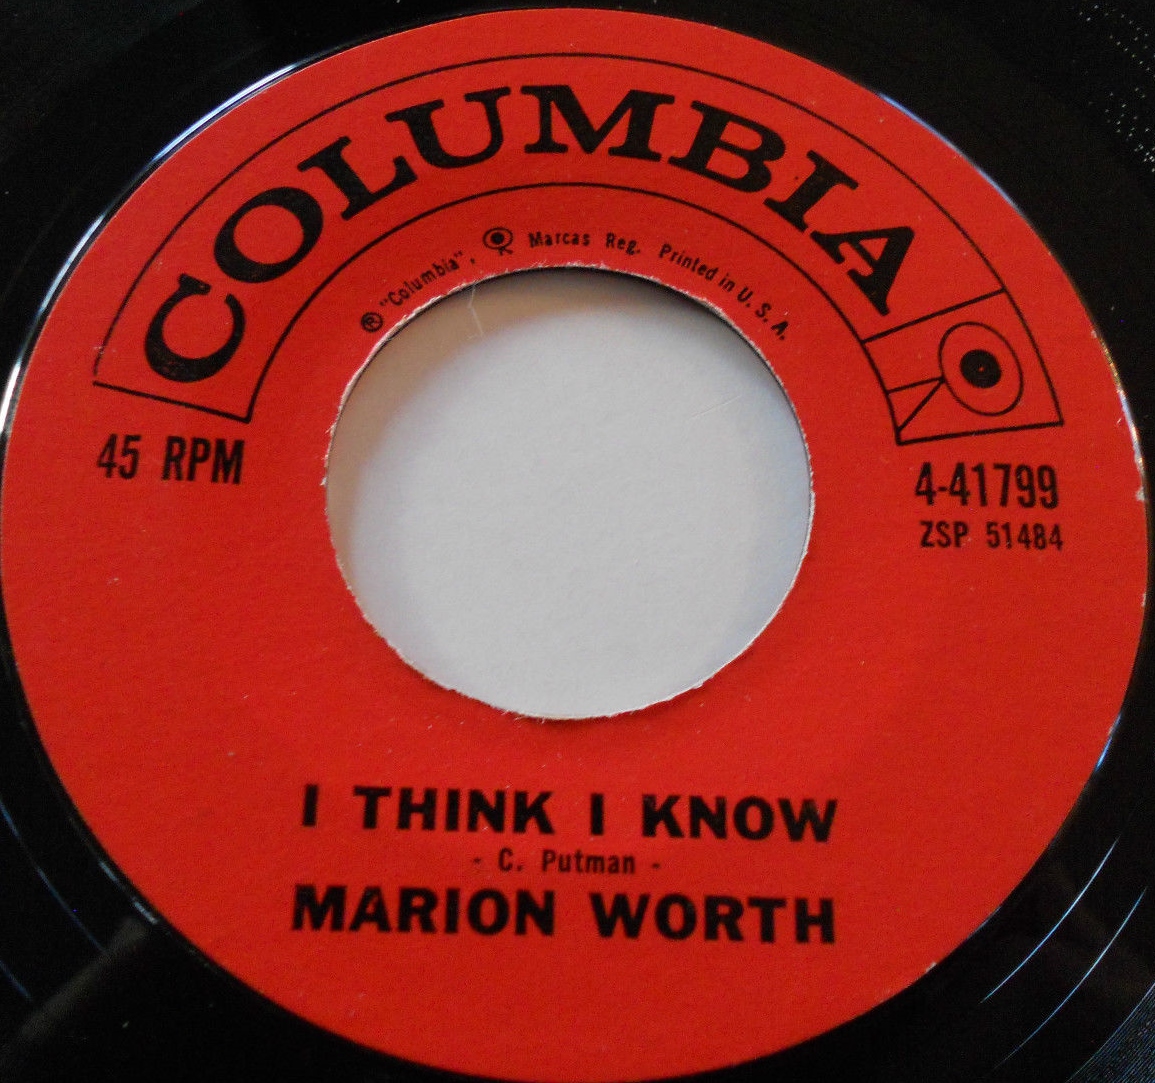 COLUMBIA
® "Columbia", Marcas Reg. Printed in U. S. A.
45 RPM
4-41799
ZSP 51484
I THINK I KNOW
- C. Putman -
MARION WORTH